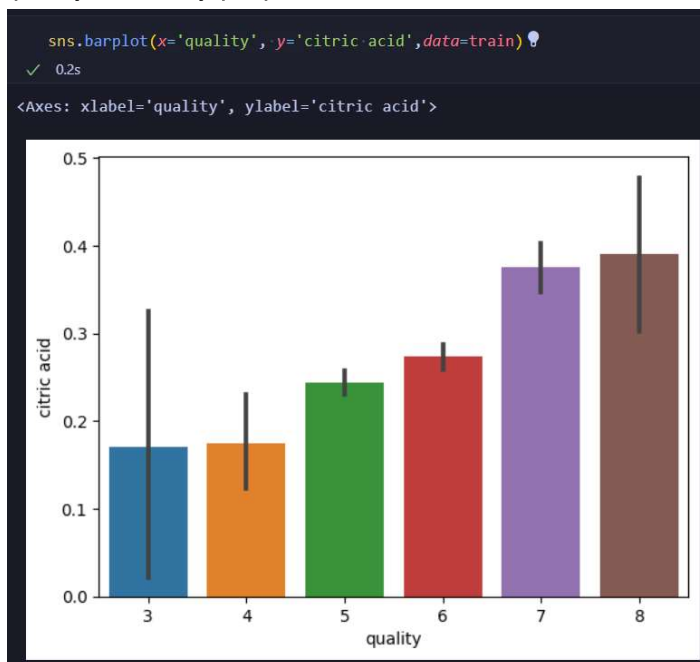 sns.barplot(x='quality', y='citric acid',data=train)
✓ 0.2s
<Axes: xlabel='quality', ylabel='citric acid'>
0.5
0.4
0.3
0.2
0.1
0.0
citric acid
3 4 5 6 7 8
quality